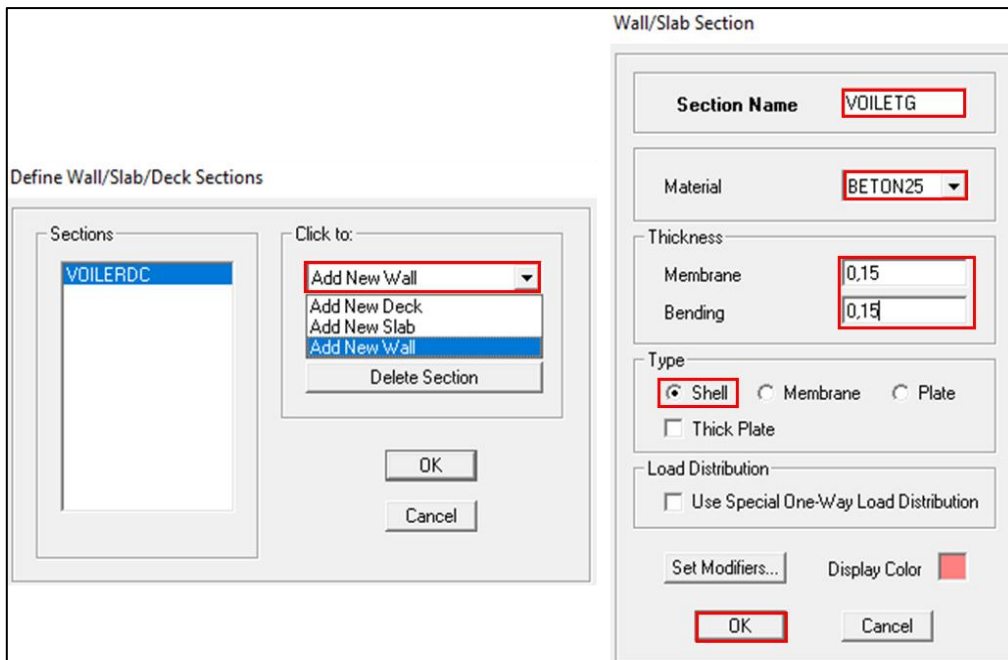 Define Wall/Slab/Deck Sections
Sections
VOILERDC
Click to:
Add New Wall
Add New Deck
Add New Slab
Add New Wall
Delete Section
OK
Cancel
Wall/Slab Section
Section Name VOILETG
Material BETON25
Thickness
Membrane 0,15
Bending 0,15
Type
Shell Membrane Plate
Thick Plate
Load Distribution
Use Special One-Way Load Distribution
Set Modifiers... Display Color
OK Cancel